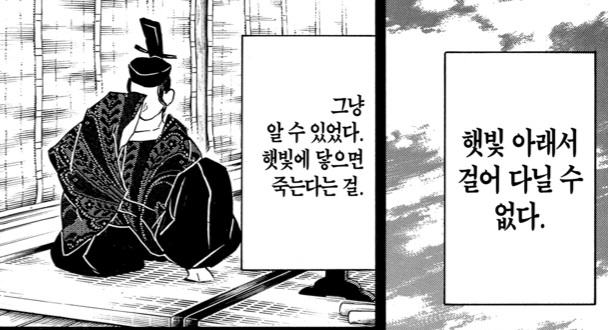 그냥
알 수 있었다.
햇빛에 닿으면
죽는다는 걸.
햇빛 아래서
걸어 다닐 수
없다.